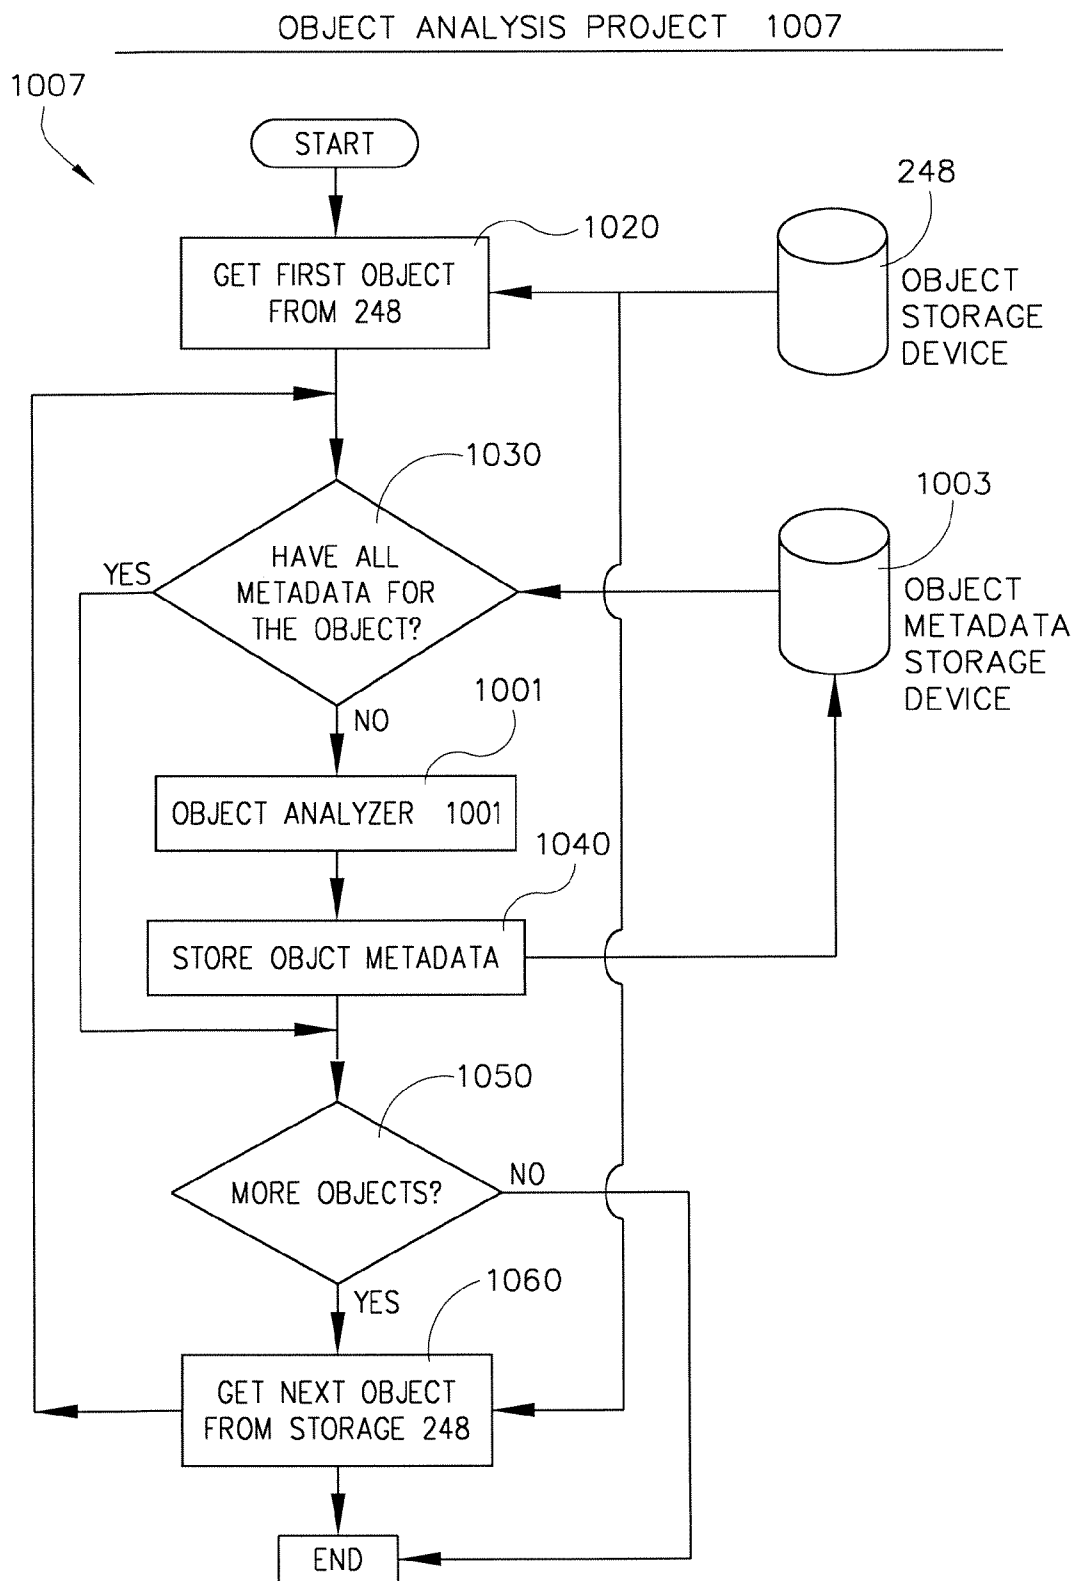 OBJECT ANALYSIS PROJECT 1007
1007
START
248
1020
GET FIRST OBJECT
FROM 248
OBJECT
STORAGE
DEVICE
1030
1003
HAVE ALL
METADATA FOR
THE OBJECT?
YES
OBJECT
METADATA
STORAGE
DEVICE
NO
1001
OBJECT ANALYZER 1001
1040
STORE OBJCT METADATA
1050
MORE OBJECTS?
NO
YES
1060
GET NEXT OBJECT
FROM STORAGE 248
END